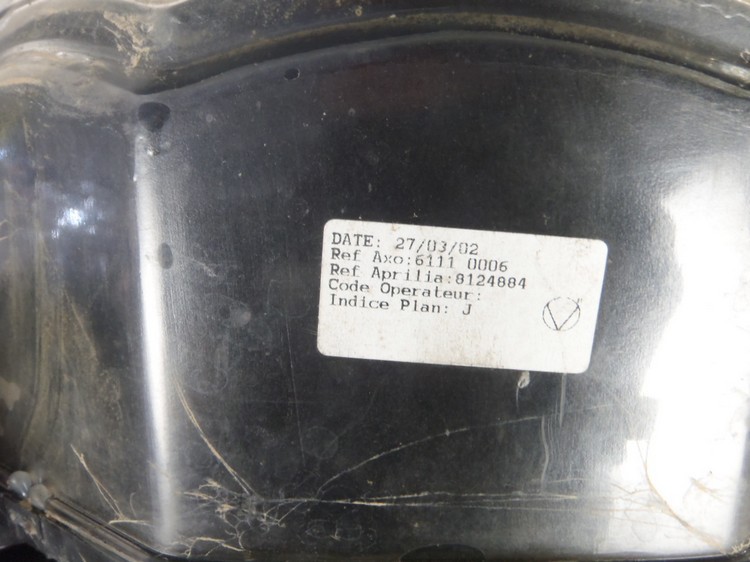 DATE: 27/03/02
Ref Axo:6111 0006
Ref Aprilia:8124884
Code Operateur:
Indice Plan: J